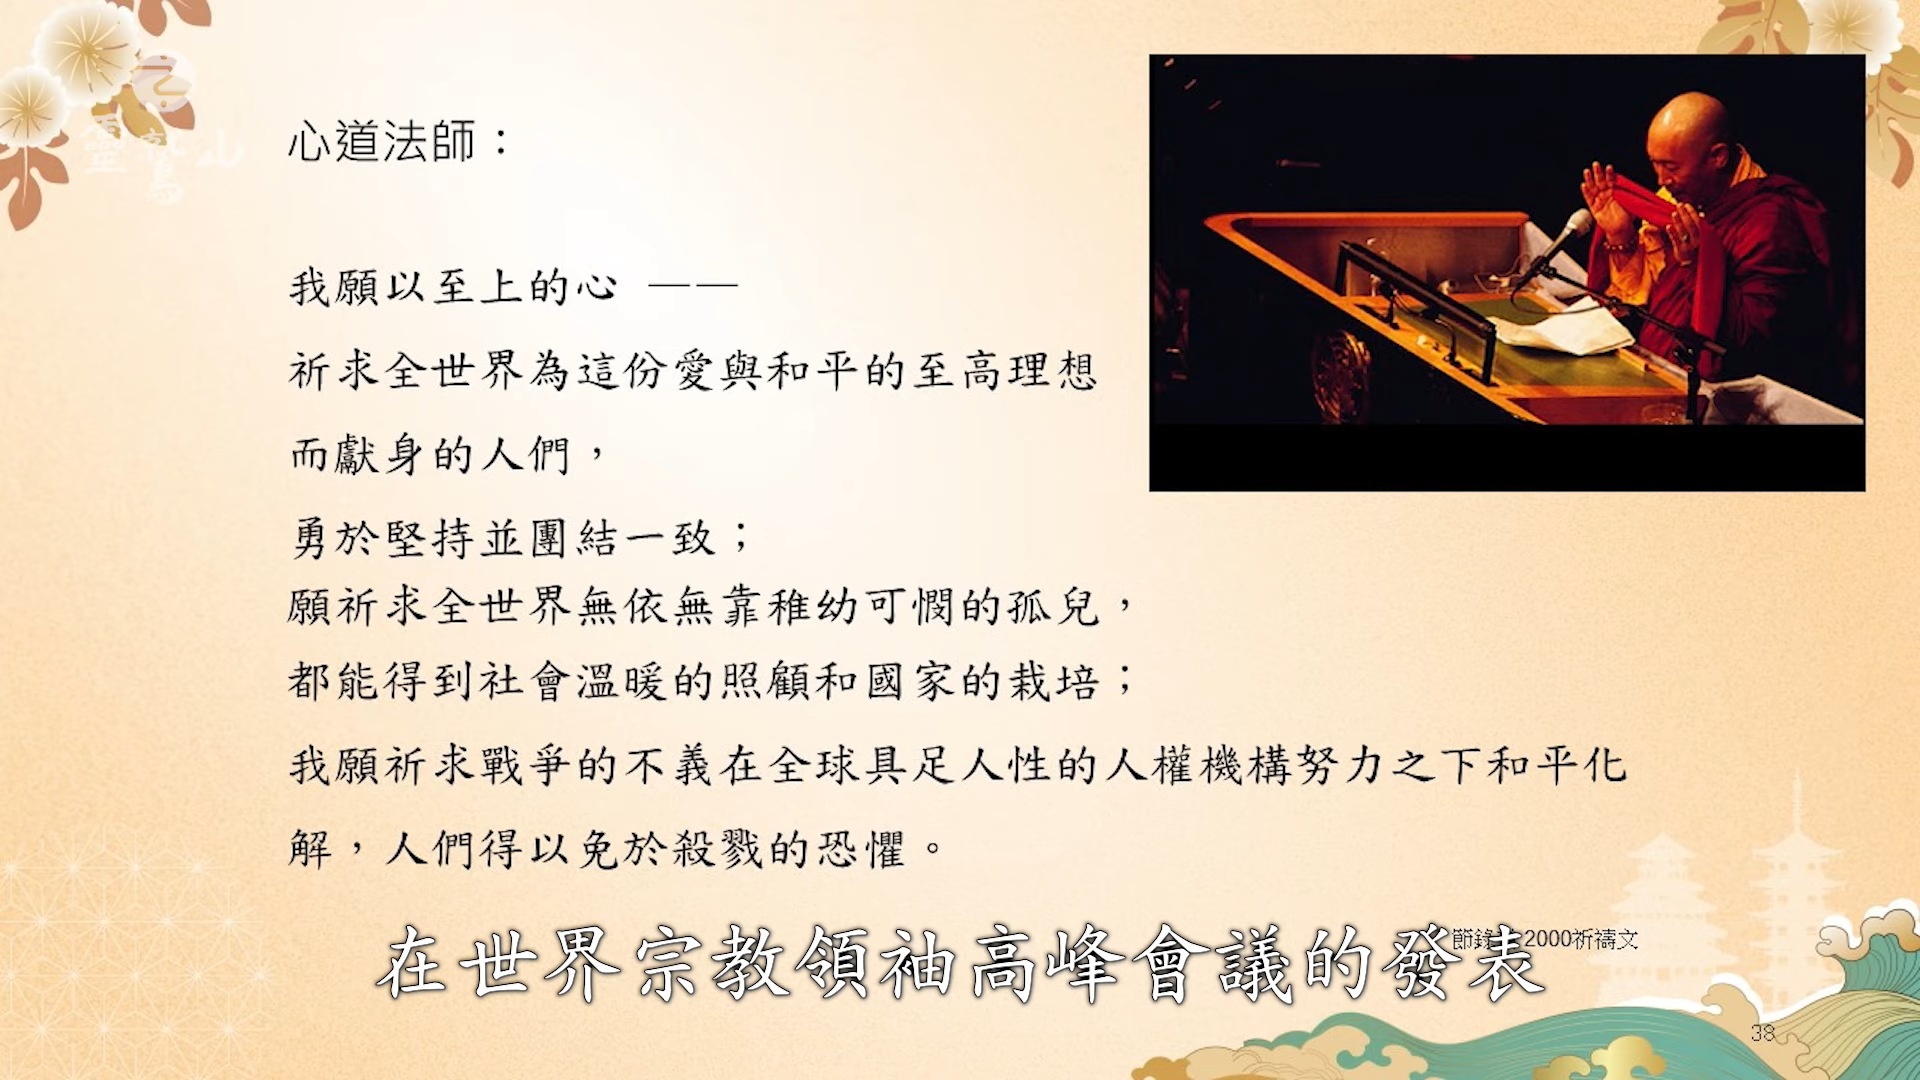 靈鷲山
心道法師：
我願以至上的心 ——
祈求全世界為這份愛與和平的至高理想
而獻身的人們，
勇於堅持並團結一致；
願祈求全世界無依無靠稚幼可憫的孤兒，
都能得到社會溫暖的照顧和國家的栽培；
我願祈求戰爭的不義在全球具足人性的人權機構努力之下和平化
解，人們得以免於殺戮的恐懼。
節錄 2000祈禱文
在世界宗教領袖高峰會議的發表
38